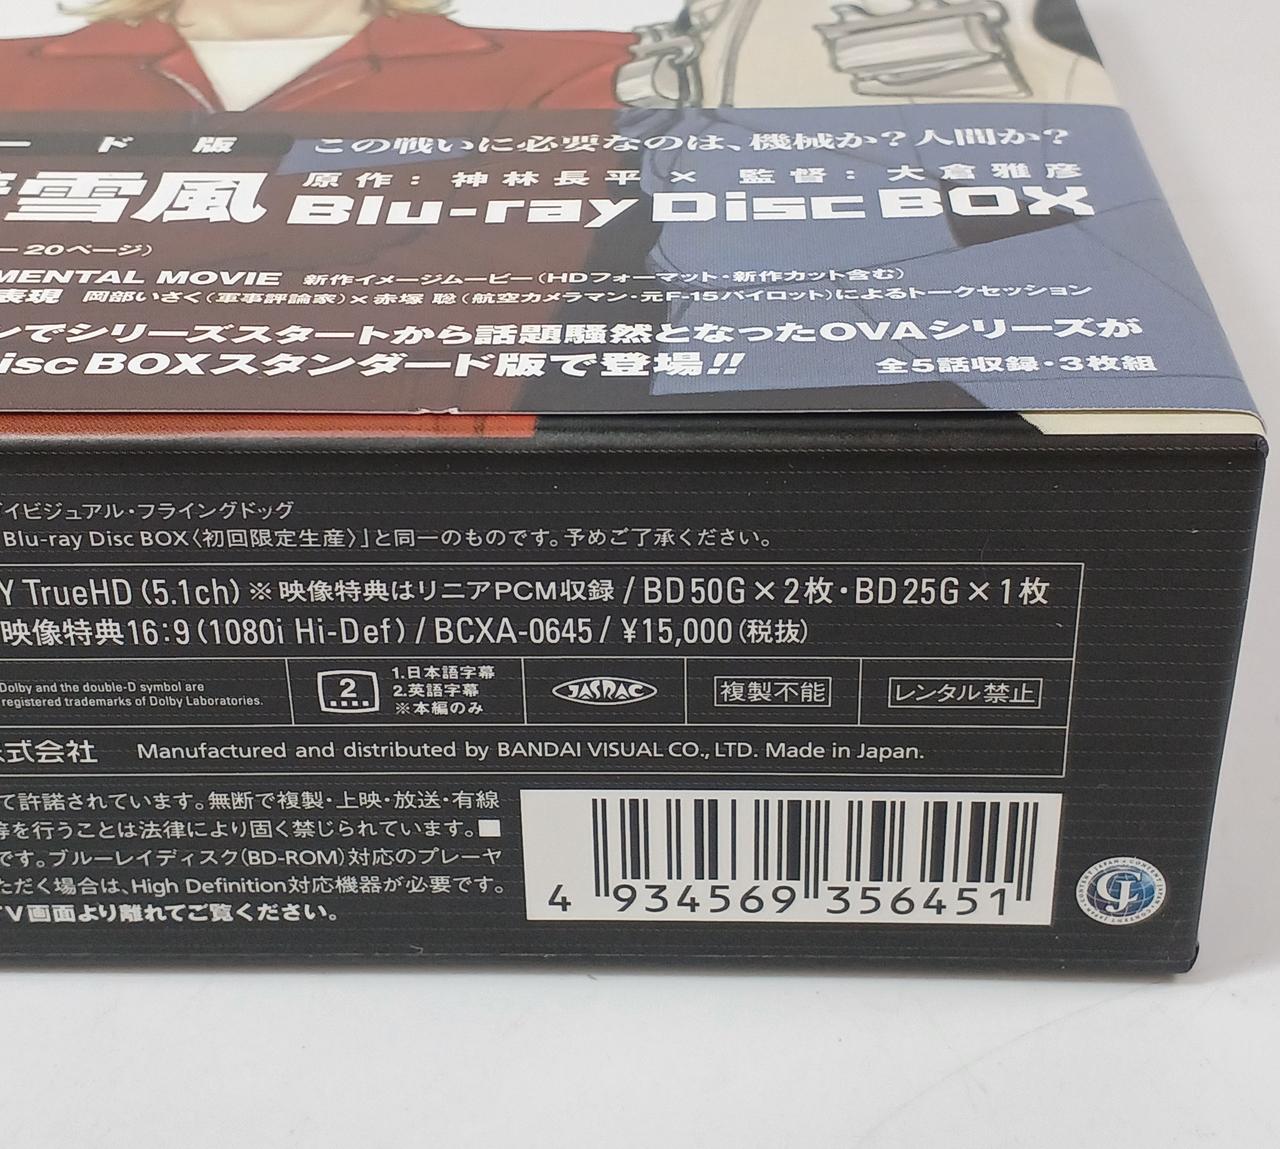 ード版
この戦いに必要なのは、機械か?人間か?
雪風
原作:神林長平×監督:大倉雅彦
Blu-ray Disc BOX
20ページ)
MENTAL MOVIE 新作イメージムービー(HDフォーマット・新作カット含む)
表現 岡部いさく(軍事評論家)×赤塚 聡(航空カメラマン・元F-15パイロット)によるトークセッション
ンでシリーズスタートから話題騒然となったOVAシリーズが
isc BOXスタンダード版で登場!!
全5話収録・3枚組
イビジュアル・フライングドッグ
Blu-ray Disc BOX〈初回限定生産〉」と同一のものです。予めご了承ください。
Y TrueHD (5.1ch) ※映像特典はリニアPCM収録 / BD50G×2枚・BD25G×1枚
映像特典16:9(1080i Hi-Def) / BCXA-0645 / ¥15,000(税抜)
Dolby and the double-D symbol are
registered trademarks of Dolby Laboratories.
2
1.日本語字幕
2.英語字幕
※本編のみ
JASRAC
複製不能
レンタル禁止
式会社 Manufactured and distributed by BANDAI VISUAL CO., LTD. Made in Japan.
て許諾されています。無断で複製・上映・放送・有線
等を行うことは法律により固く禁じられています。■
です。ブルーレイディスク(BD-ROM)対応のプレーヤ
ただく場合は、High Definition対応機器が必要です。
TV画面より離れてご覧ください。
4 934569 356451